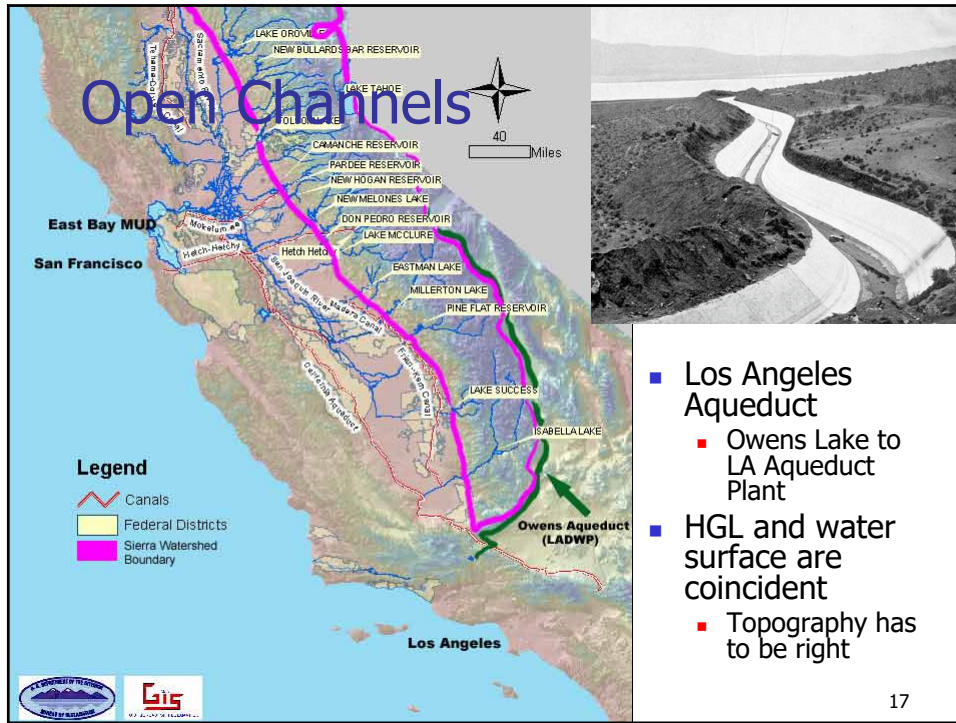 Open Channels
LAKE OROVILLE
NEW BULLARDS BAR RESERVOIR
LAKE TAHOE
FOLSOM LAKE
CAMANCHE RESERVOIR
PARDEE RESERVOIR
NEW HOGAN RESERVOIR
NEW MELONES LAKE
DON PEDRO RESERVOIR
LAKE MCCLURE
EASTMAN LAKE
MILLERTON LAKE
PINE FLAT RESERVOIR
LAKE SUCCESS
ISABELLA LAKE
40
Miles
East Bay MUD
San Francisco
Hetch-Hetchy
Hetch Hetchy
San Joaquin River
Madera Canal
Friant-Kern Canal
California Aqueduct
Legend
Canals
Federal Districts
Sierra Watershed
Boundary
Owens Aqueduct
(LADWP)
Los Angeles
Gis
Los Angeles
Aqueduct
Owens Lake to
LA Aqueduct
Plant
HGL and water
surface are
coincident
Topography has
to be right
17